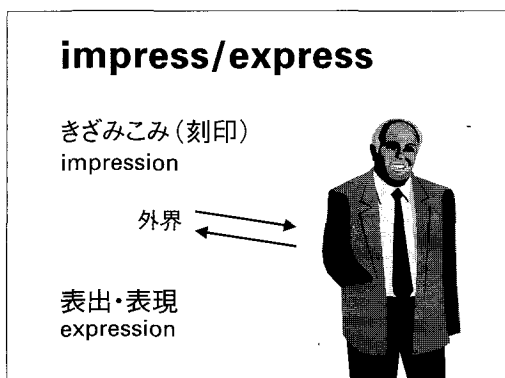 impress/express
きざみこみ（刻印）
impression
外界
表出・表現
expression